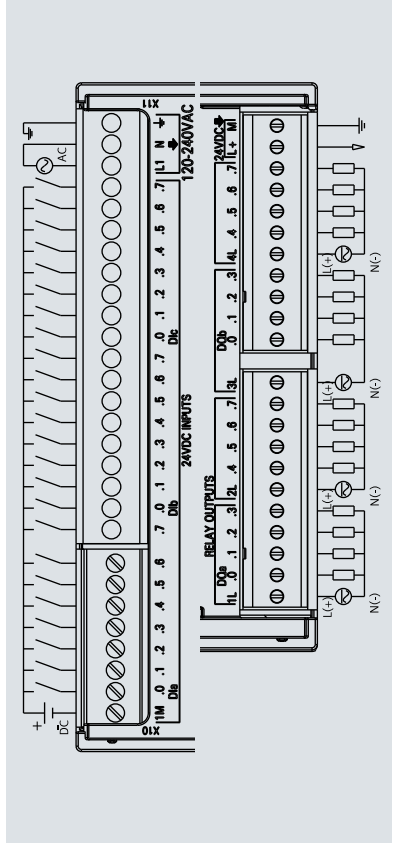 + DC - AC
X10 X11
1M .0 .1 .2 .3 .4 .5 .6 .7 .0 .1 .2 .3 .4 .5 .6 .7 .0 .1 .2 .3 .4 .5 .6 .7 L1 N
DIa DIb DIc
24VDC INPUTS 120-240VAC
RELAY OUTPUTS 24VDC
DQa DQb
1L .0 .1 .2 .3 2L .4 .5 .6 .7 3L .0 .1 .2 .3 4L .4 .5 .6 .7 L+ M
L(+) L(+) L(+) L(+)
N(-) N(-) N(-) N(-)